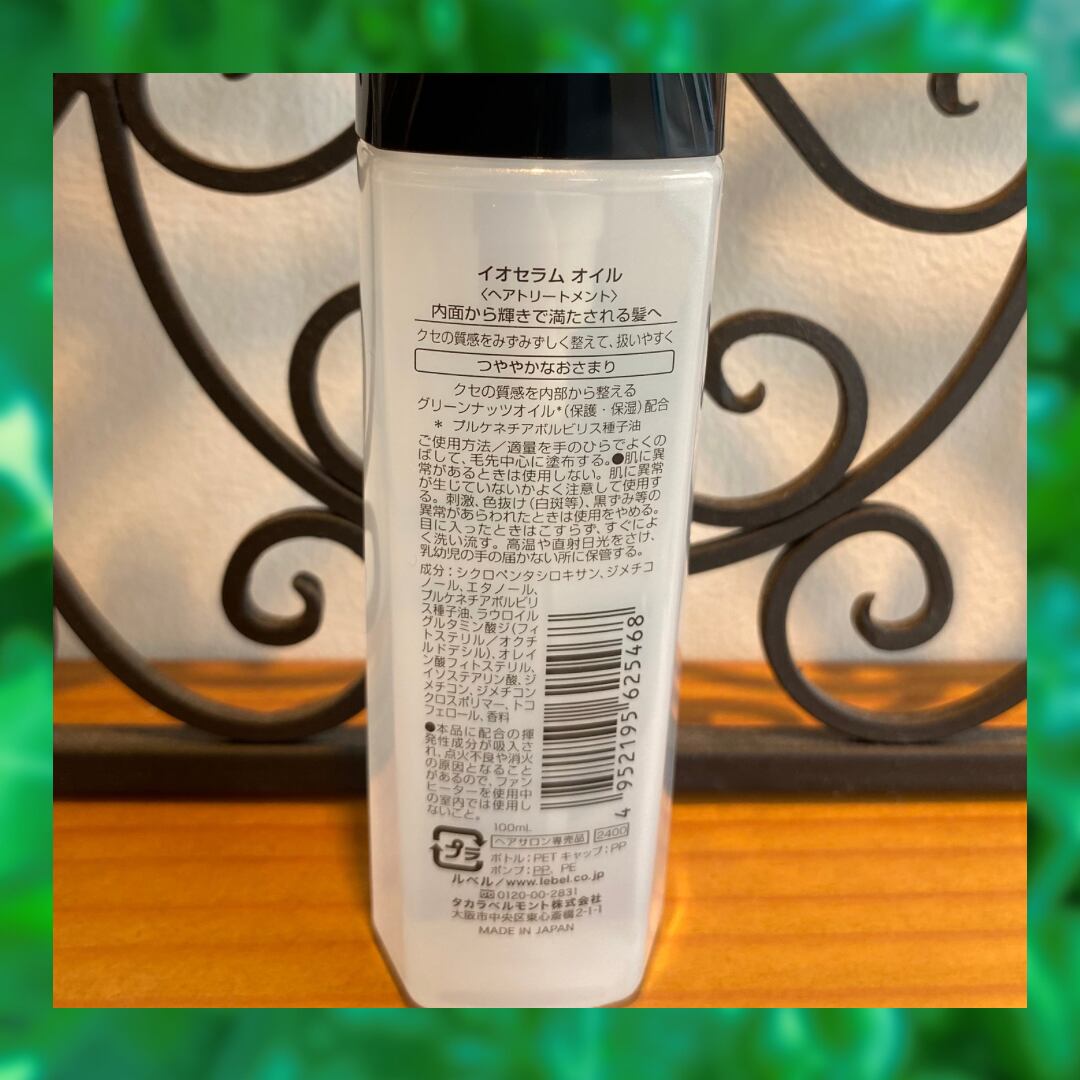 イオセラム オイル
〈ヘアトリートメント〉
内面から輝きで満たされる髪へ
クセの質感をみずみずしく整えて、扱いやすく
つややかなおさまり
クセの質感を内部から整える
グリーンナッツオイル*(保護・保湿)配合
* プルケネチアボルビリス種子油
ご使用方法／適量を手のひらでよくの
ばして、毛先中心に塗布する。●肌に異
常があるときは使用しない。肌に異常
が生じていないかよく注意して使用す
る。刺激、色抜け(白斑等)、黒ずみ等の
異常があらわれたときは使用をやめる。
目に入ったときはこすらず、すぐによ
く洗い流す。高温や直射日光をさけ、
乳幼児の手の届かない所に保管する。
成分：シクロペンタシロキサン、ジメチコ
ノール、エタノール、
プルケネチアボルビリ
ス種子油、ラウロイル
グルタミン酸ジ(フィ
トステリル／オクチ
ルドデシル)、オレイ
ン酸フィトステリル、
イソステアリン酸、ジ
メチコン、ジメチコン
クロスポリマー、トコ
フェロール、香料
●本品に配合の揮
発性成分が吸入さ
れ、点火不良や消火
の原因となること
があるので、ファン
ヒーターを使用中
の室内では使用し
ないこと。
4952195625468
100mL
ヘアサロン専売品 2400
プラ
ボトル：PET キャップ：PP
ポンプ：PP、PE
ルベル／www.lebel.co.jp
0120-00-2831
タカラベルモント株式会社
大阪市中央区東心斎橋2-1-1
MADE IN JAPAN